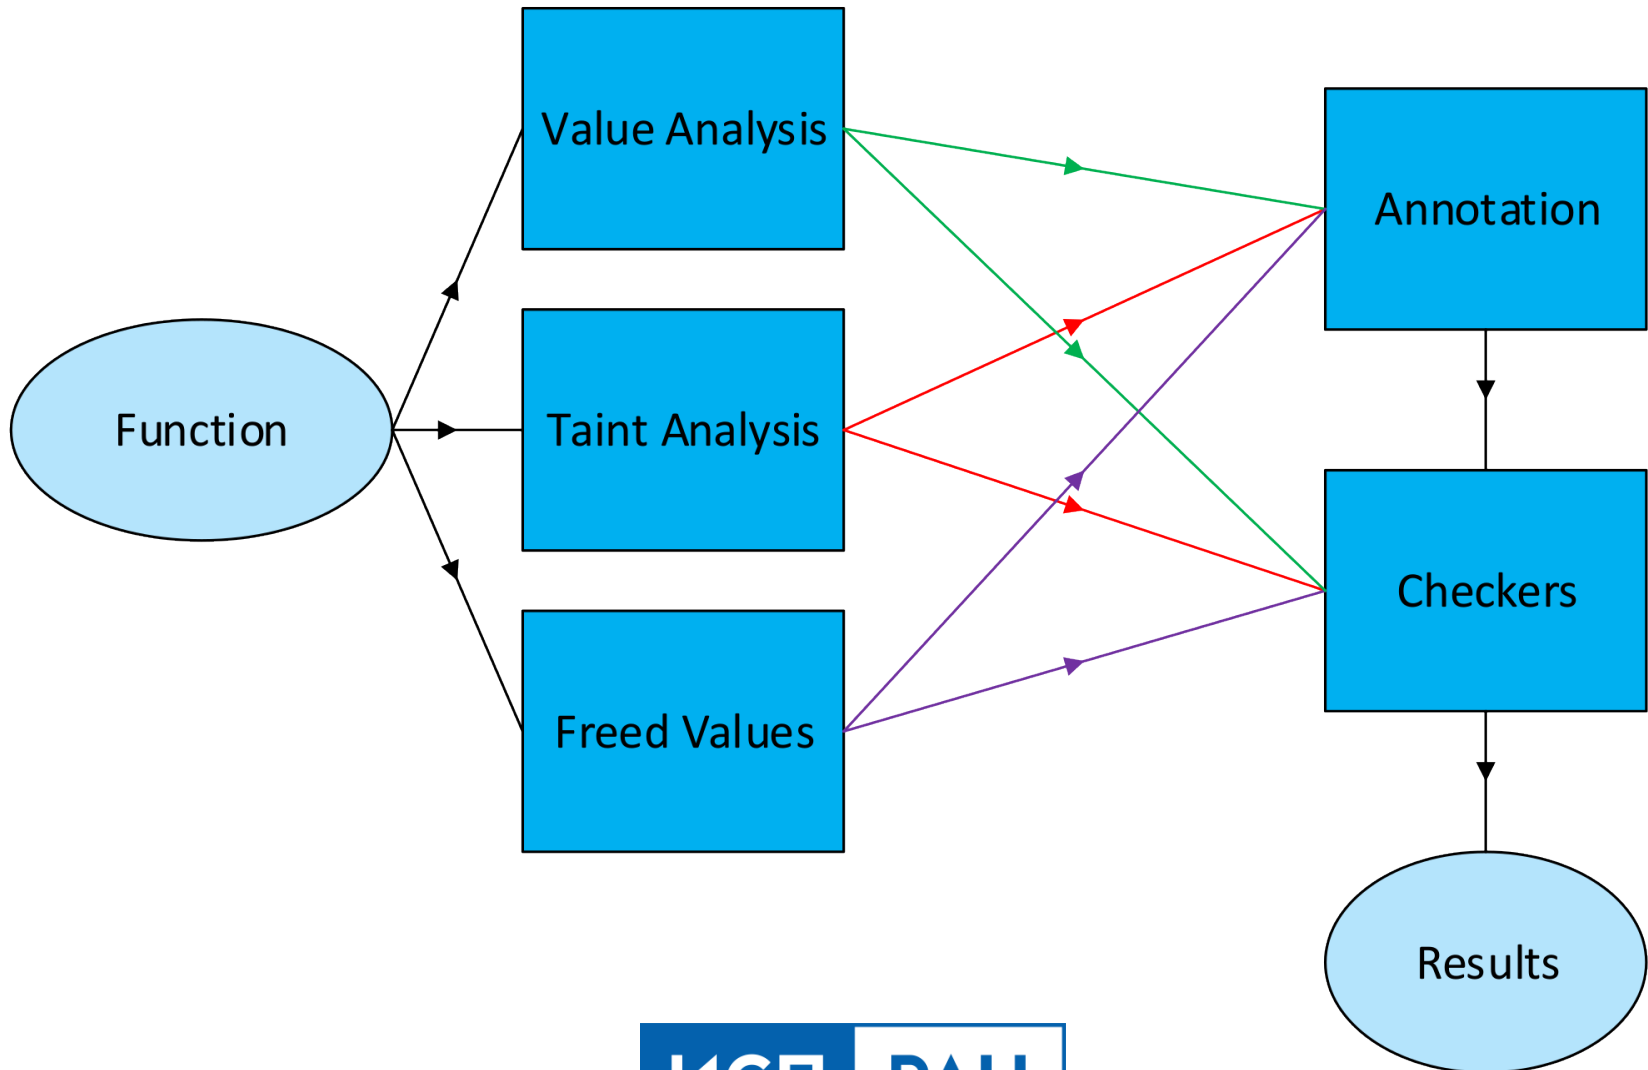 Value Analysis
Annotation
Function
Taint Analysis
Checkers
Freed Values
Results